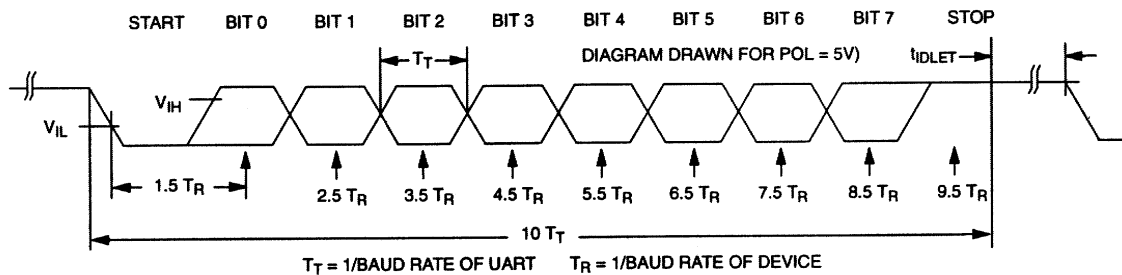 START BIT 0 BIT 1 BIT 2 BIT 3 BIT 4 BIT 5 BIT 6 BIT 7 STOP
T_T DIAGRAM DRAWN FOR POL = 5V) t_IDLET
V_IH
V_IL
1.5 T_R 2.5 T_R 3.5 T_R 4.5 T_R 5.5 T_R 6.5 T_R 7.5 T_R 8.5 T_R 9.5 T_R
10 T_T
T_T = 1/BAUD RATE OF UART T_R = 1/BAUD RATE OF DEVICE